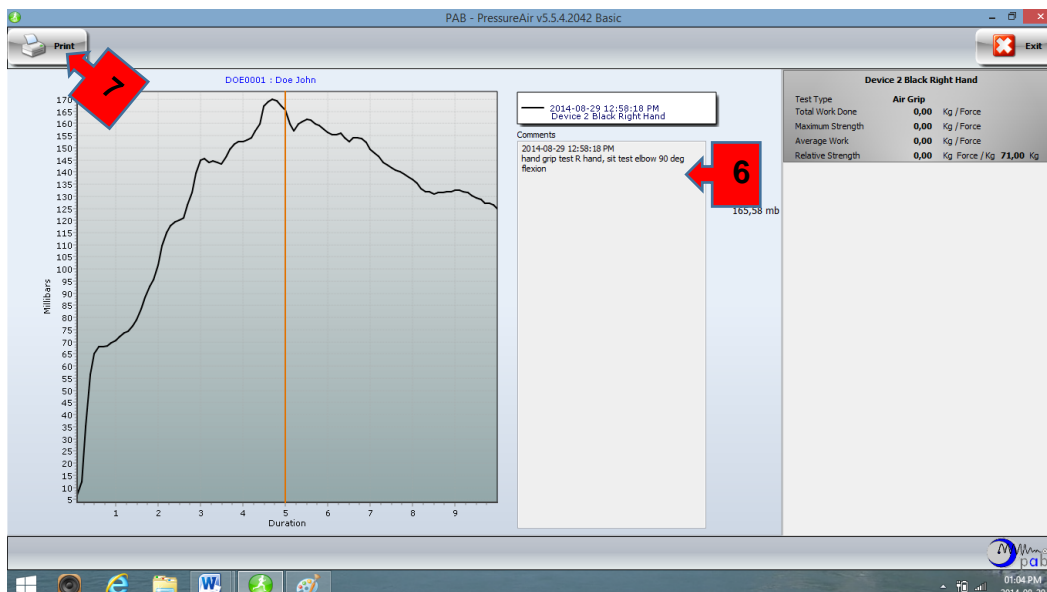 PAB - PressureAir v5.5.4.2042 Basic
Print
Exit
7
DOE0001 : Doe John
170
165
160
155
150
145
140
135
130
125
120
115
110
105
100
95
90
85
80
75
70
65
60
55
50
45
40
35
30
25
20
15
10
5
Millibars
1 2 3 4 5 6 7 8 9
Duration
2014-08-29 12:58:18 PM
Device 2 Black Right Hand
Comments
2014-08-29 12:58:18 PM
hand grip test R hand, sit test elbow 90 deg
flexion
6
165,58 mb
Device 2 Black Right Hand
Test Type Air Grip
Total Work Done 0,00 Kg / Force
Maximum Strength 0,00 Kg / Force
Average Work 0,00 Kg / Force
Relative Strength 0,00 Kg Force / Kg 71,00 Kg
pab
01:04 PM